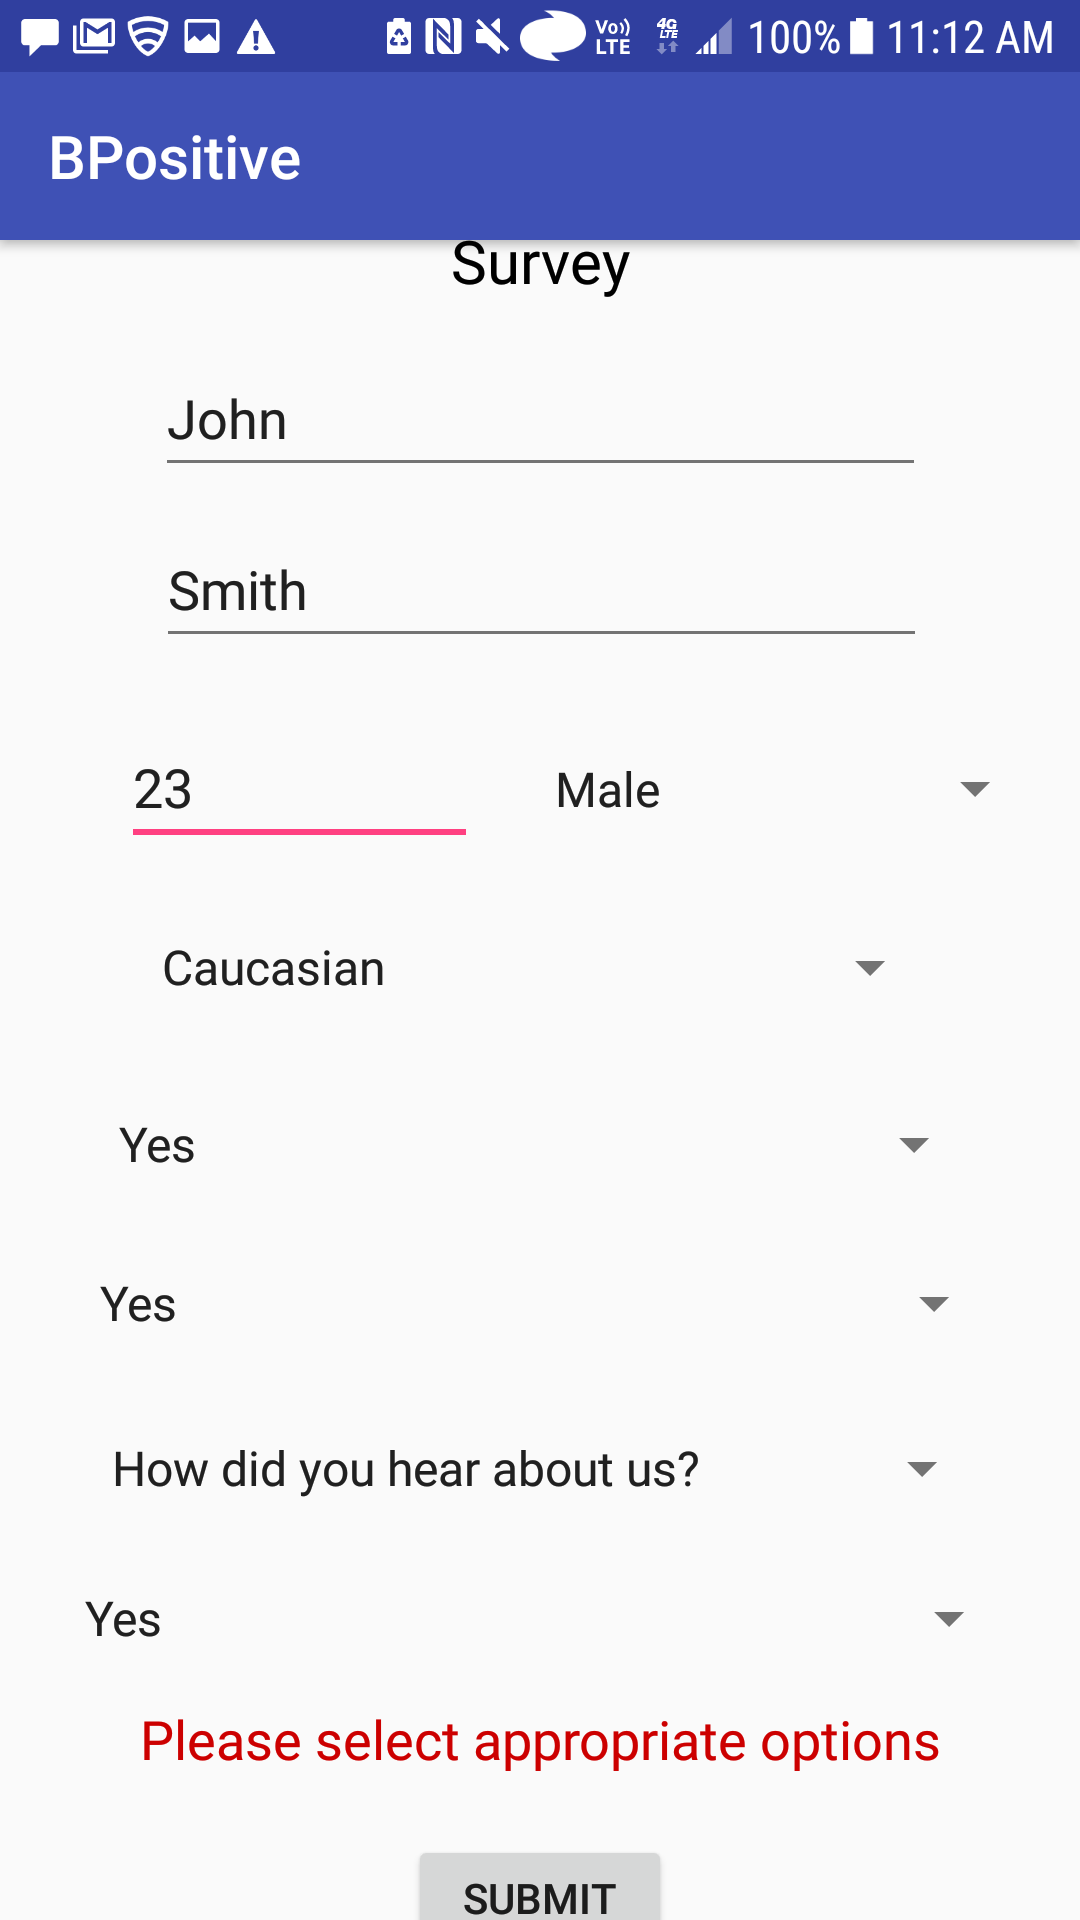 Vo)) LTE 4G LTE 100% 11:12 AM
BPositive
Survey
John
Smith
23 Male
Caucasian
Yes
Yes
How did you hear about us?
Yes
Please select appropriate options
SUBMIT